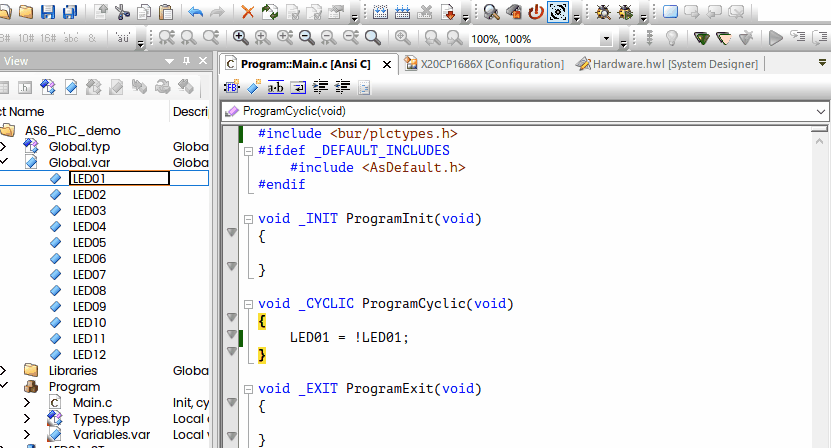 8# 10# 16# abc & "aü"
100%, 100%
View
Program::Main.c [Ansi C] X20CP1686X [Configuration] Hardware.hwl [System Designer]
ct Name Descri
AS6_PLC_demo
Global.typ Globa
Global.var Globa
LED01
LED02
LED03
LED04
LED05
LED06
LED07
LED08
LED09
LED10
LED11
LED12
Libraries Globa
Program
Main.c Init, cy
Types.typ Local d
Variables.var Local v
ProgramCyclic(void)
#include <bur/plctypes.h>
#ifdef _DEFAULT_INCLUDES
#include <AsDefault.h>
#endif
void _INIT ProgramInit(void)
{
}
void _CYCLIC ProgramCyclic(void)
{
LED01 = !LED01;
}
void _EXIT ProgramExit(void)
{
}